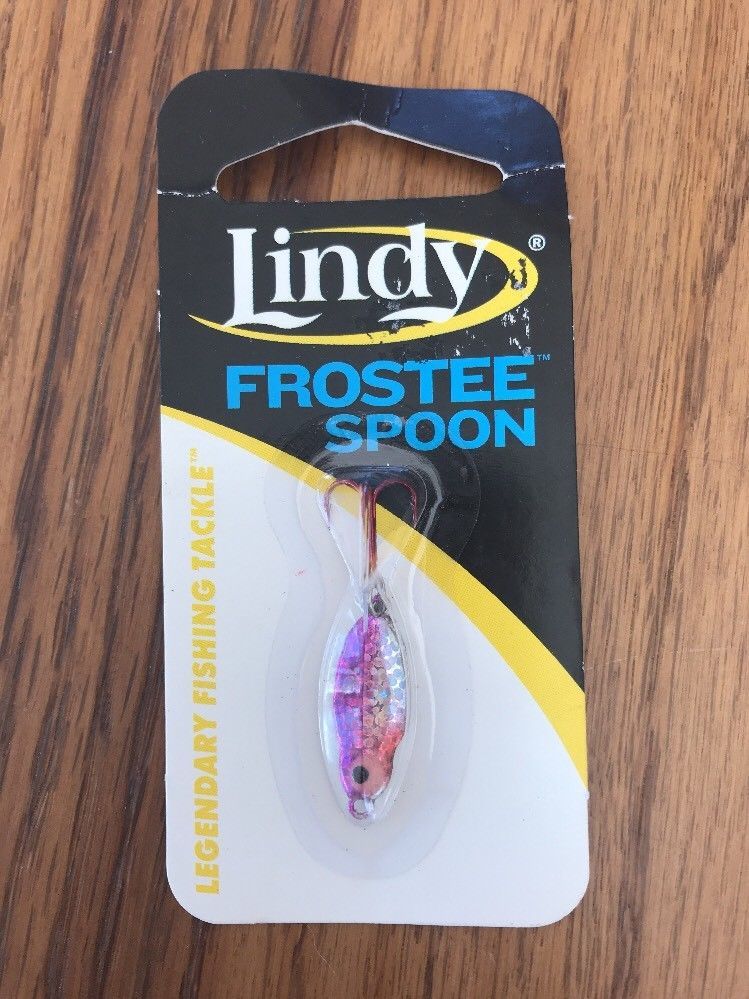 Lindy®
FROSTEE™
SPOON
LEGENDARY FISHING TACKLE™